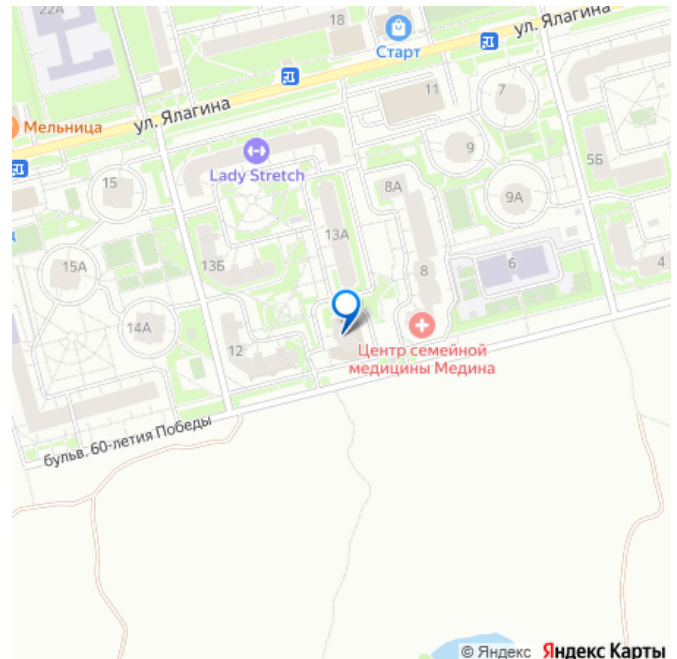 22А
18
Старт
ул. Ялагина
11
7
Мельница
ул. Ялагина
9
5Б
Lady Stretch
15
8А
9А
13А
13Б
15А
8
6
4
14А
12
Центр семейной
медицины Медина
бульв. 60-летия Победы
© Яндекс Яндекс Карты